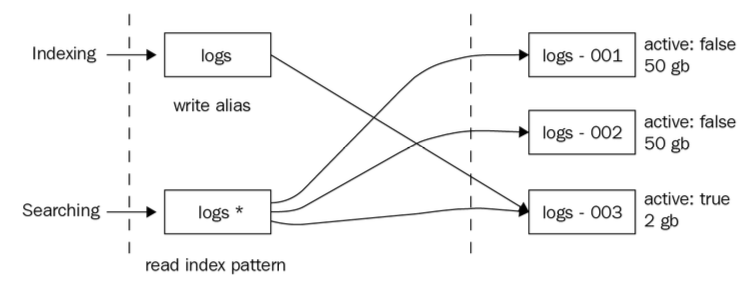 Indexing
logs
write alias
logs - 001
active: false
50 gb
logs - 002
active: false
50 gb
Searching
logs *
read index pattern
logs - 003
active: true
2 gb